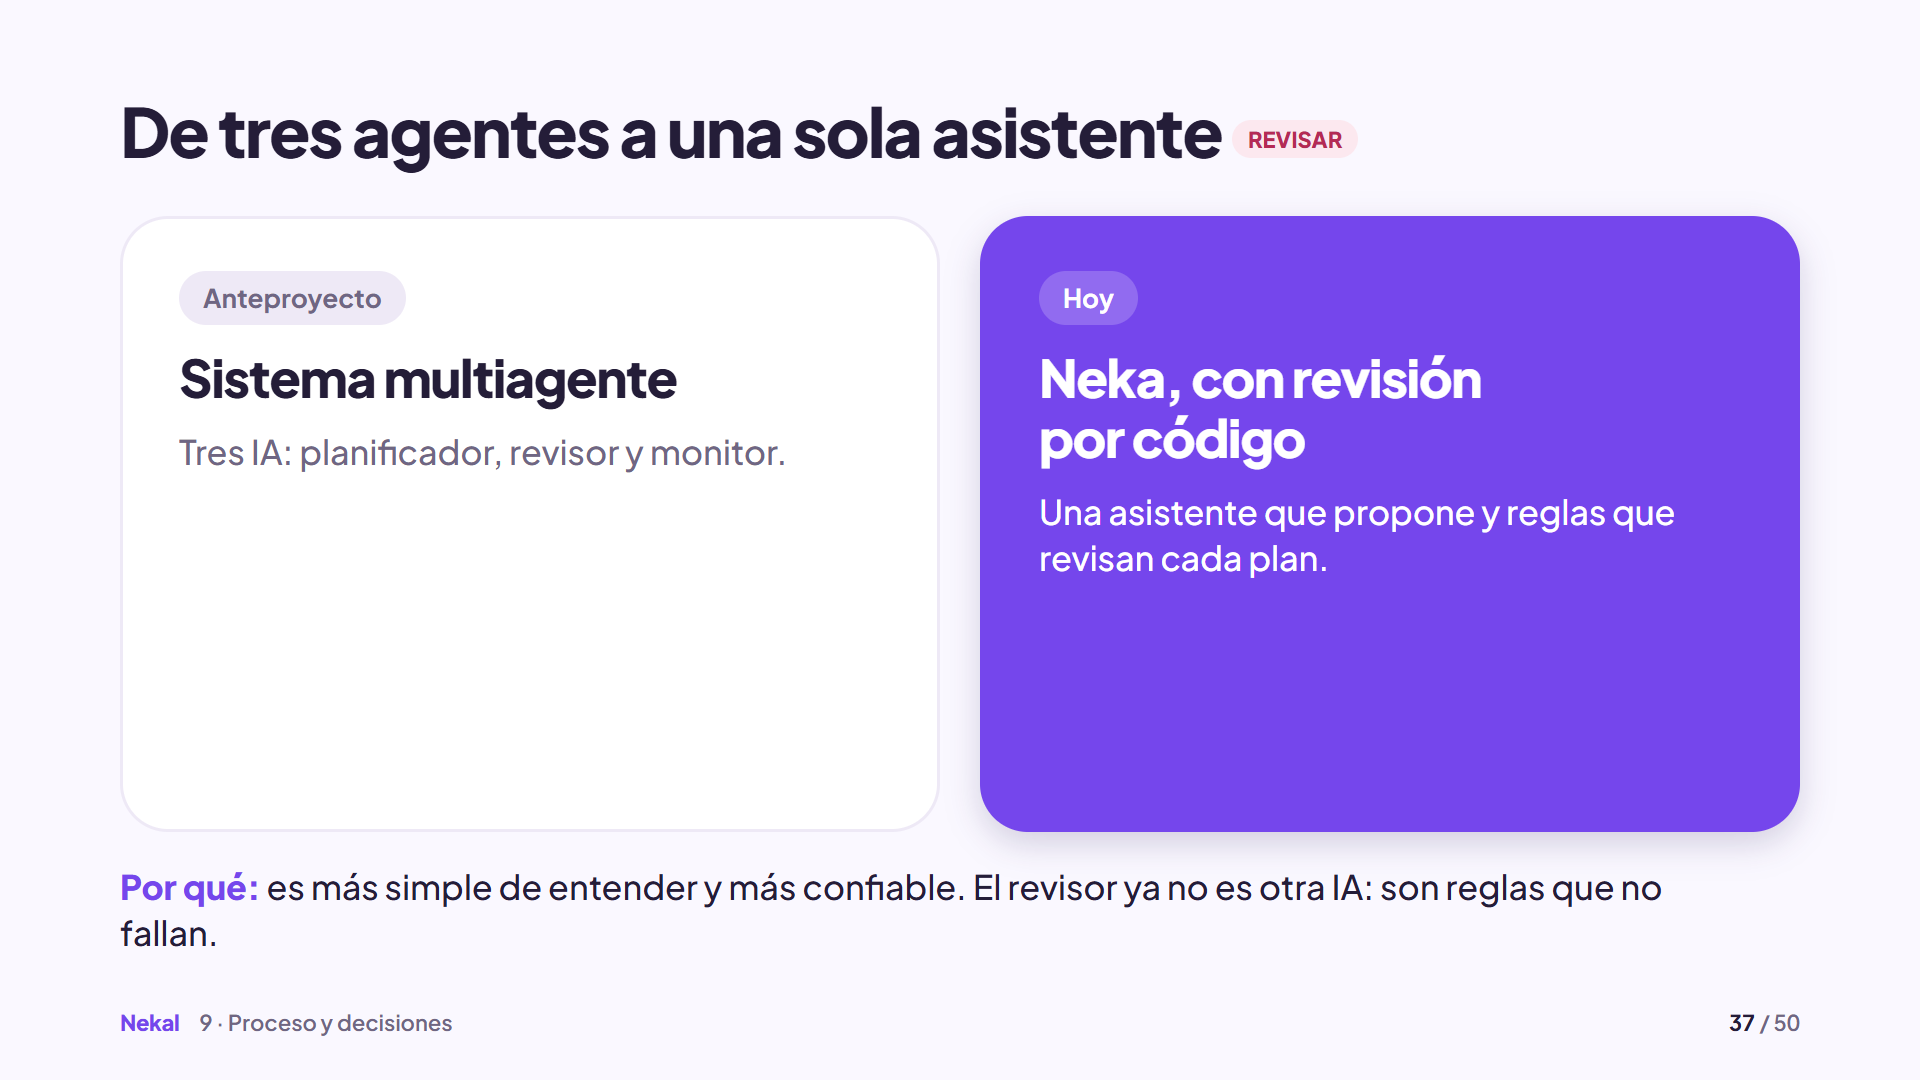 De tres agentes a una sola asistente REVISAR
Anteproyecto
Sistema multiagente
Tres IA: planificador, revisor y monitor.
Hoy
Neka, con revisión
por código
Una asistente que propone y reglas que
revisan cada plan.
Por qué: es más simple de entender y más confiable. El revisor ya no es otra IA: son reglas que no
fallan.
Nekal 9 · Proceso y decisiones
37 / 50